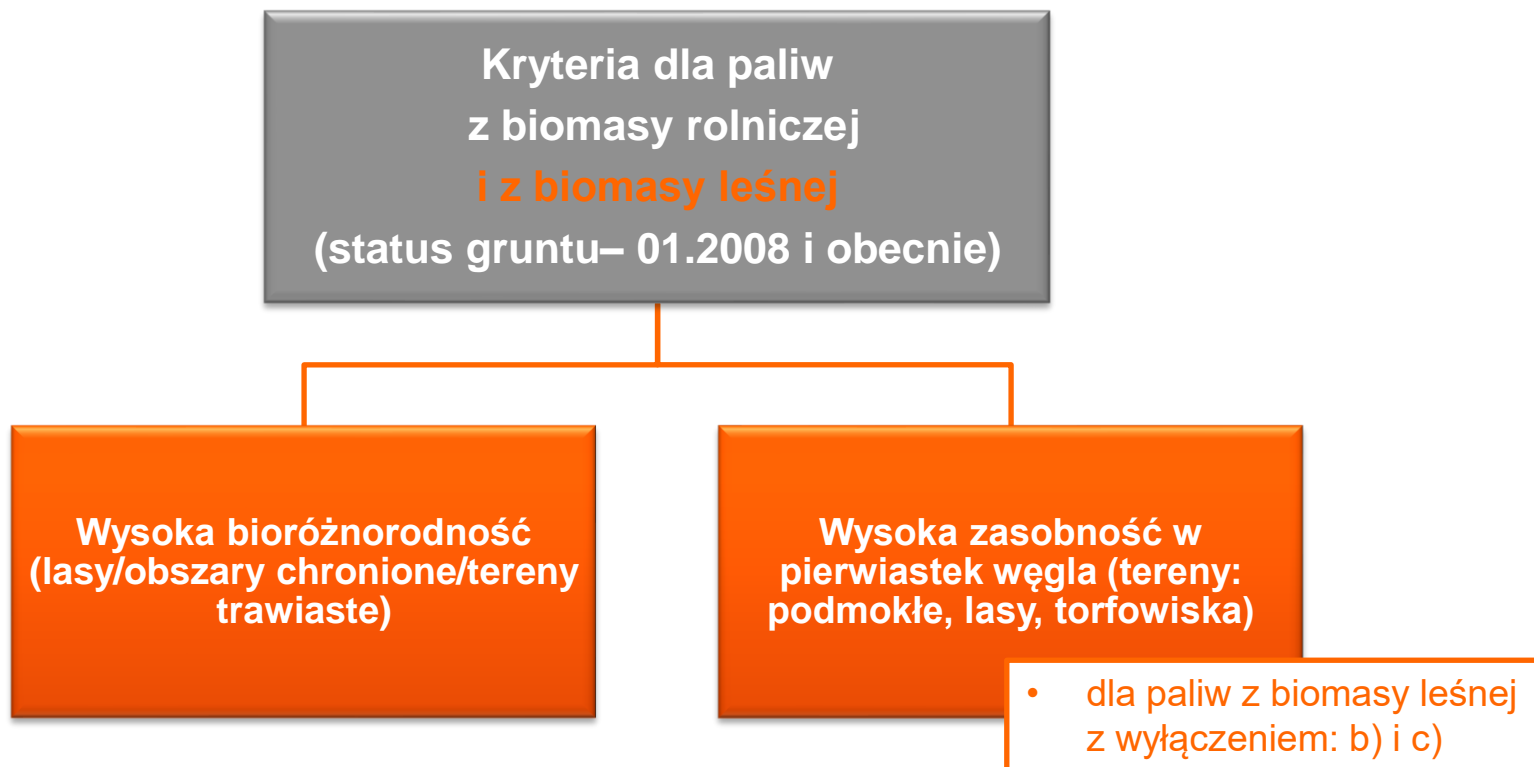 Kryteria dla paliw
z biomasy rolniczej
i z biomasy leśnej
(status gruntu– 01.2008 i obecnie)
Wysoka bioróżnorodność
(lasy/obszary chronione/tereny
trawiaste)
Wysoka zasobność w
pierwiastek węgla (tereny:
podmokłe, lasy, torfowiska)
• dla paliw z biomasy leśnej
z wyłączeniem: b) i c)